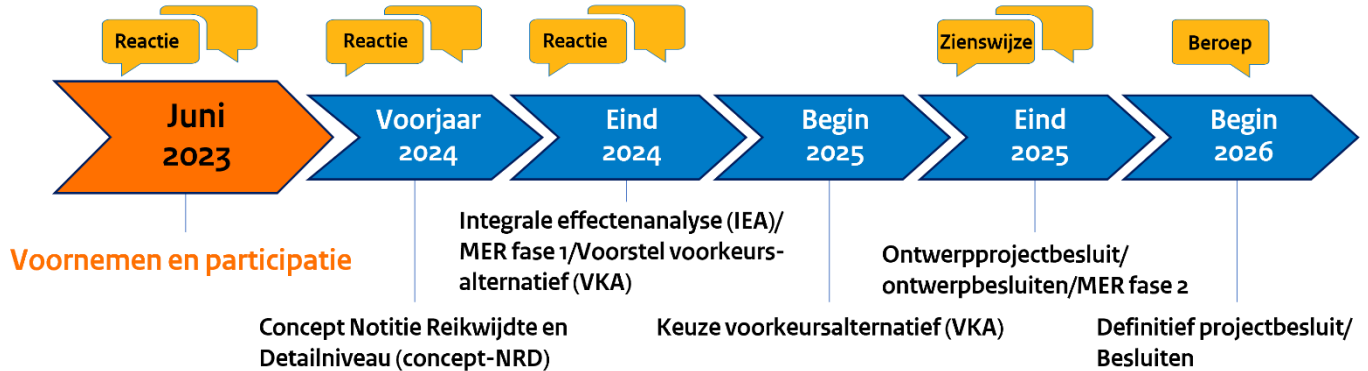 Reactie
Reactie
Reactie
Zienswijze
Beroep
Juni
2023
Voorjaar
2024
Eind
2024
Begin
2025
Eind
2025
Begin
2026
Voornemen en participatie
Concept Notitie Reikwijdte en
Detailniveau (concept-NRD)
Integrale effectenanalyse (IEA)/
MER fase 1/Voorstel voorkeurs-
alternatief (VKA)
Keuze voorkeursalternatief (VKA)
Ontwerpprojectbesluit/
ontwerpbesluiten/MER fase 2
Definitief projectbesluit/
Besluiten